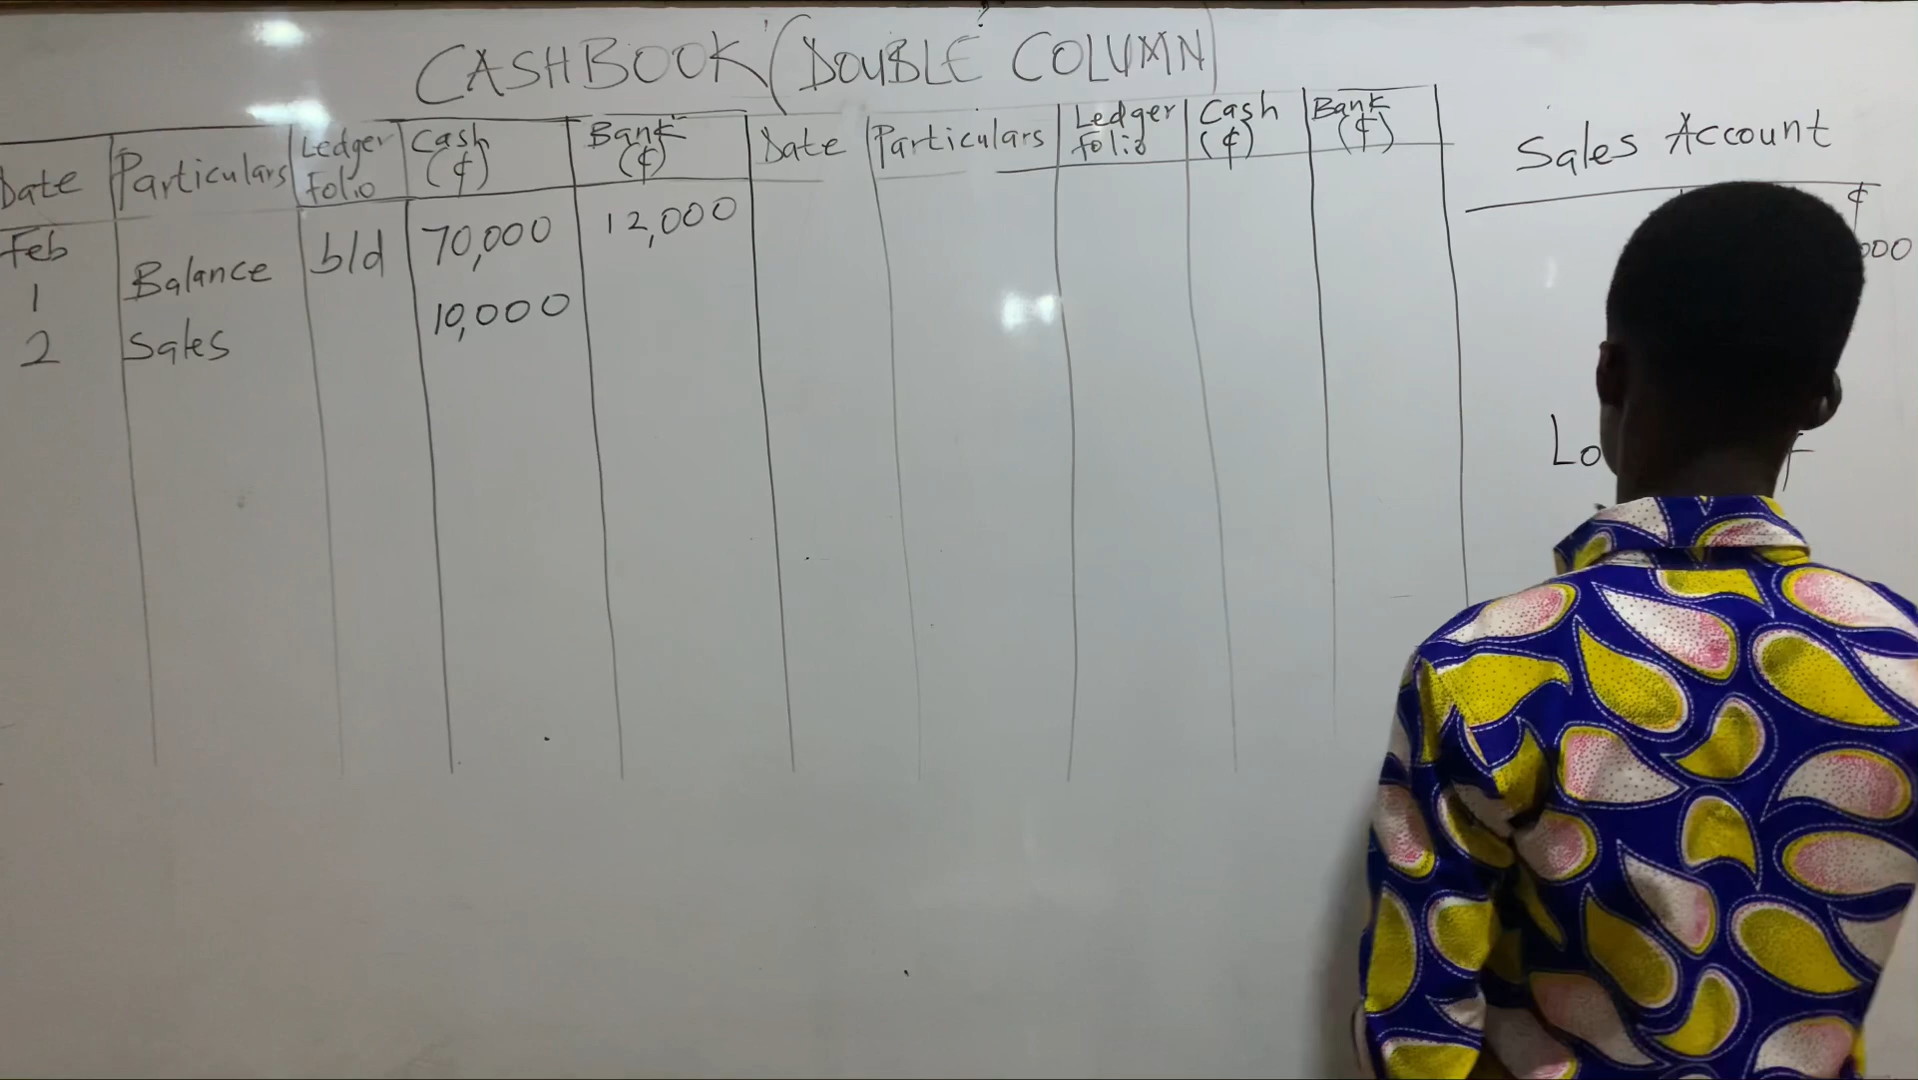 CASHBOOK (DOUBLE COLUMN)
Date Particulars Ledger folio Cash (₵) Bank (₵) Date Particulars Ledger folio Cash (₵) Bank (₵)
Feb
1 Balance b/d 70,000 12,000
2 Sales 10,000
Sales Account
₵
000
Lo